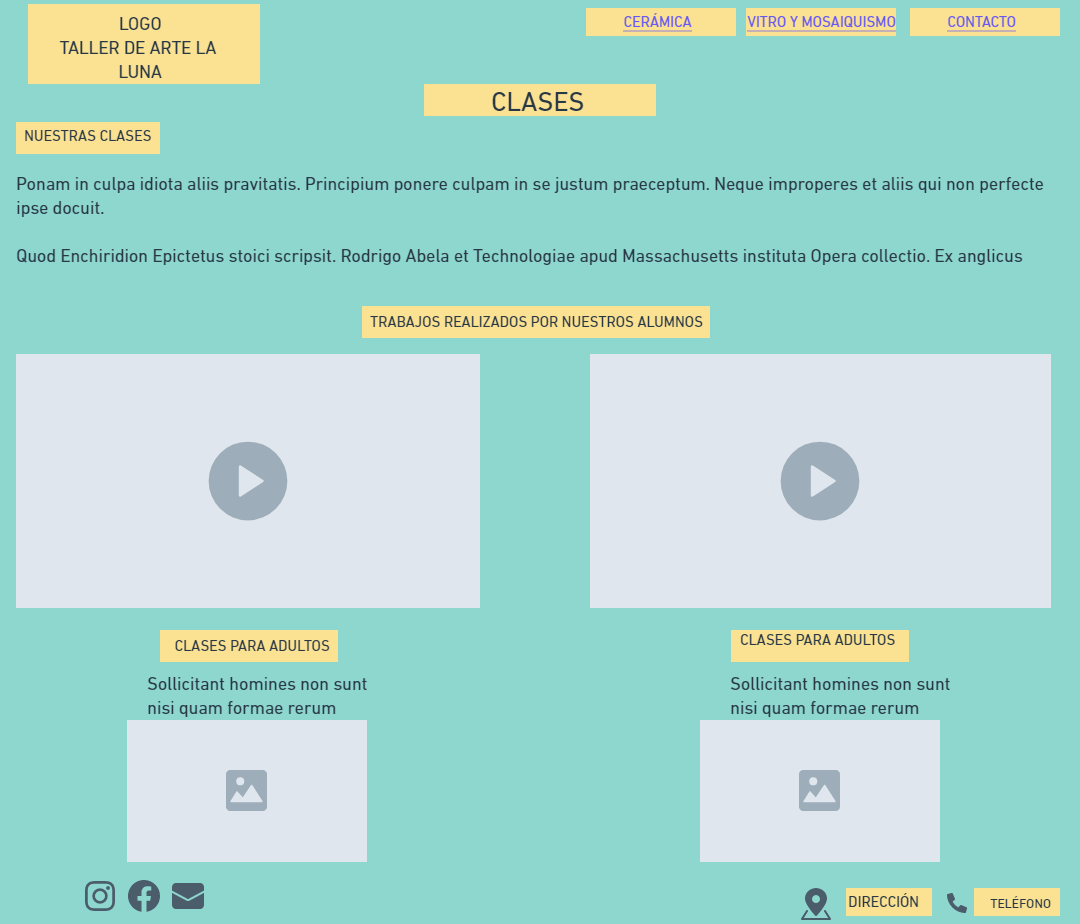 LOGO
TALLER DE ARTE LA
LUNA
CERÁMICA
VITRO Y MOSAIQUISMO
CONTACTO
CLASES
NUESTRAS CLASES
Ponam in culpa idiota aliis pravitatis. Principium ponere culpam in se justum praeceptum. Neque improperes et aliis qui non perfecte
ipse docuit.
Quod Enchiridion Epictetus stoici scripsit. Rodrigo Abela et Technologiae apud Massachusetts instituta Opera collectio. Ex anglicus
TRABAJOS REALIZADOS POR NUESTROS ALUMNOS
CLASES PARA ADULTOS
Sollicitant homines non sunt
nisi quam formae rerum
CLASES PARA ADULTOS
Sollicitant homines non sunt
nisi quam formae rerum
DIRECCIÓN
TELÉFONO